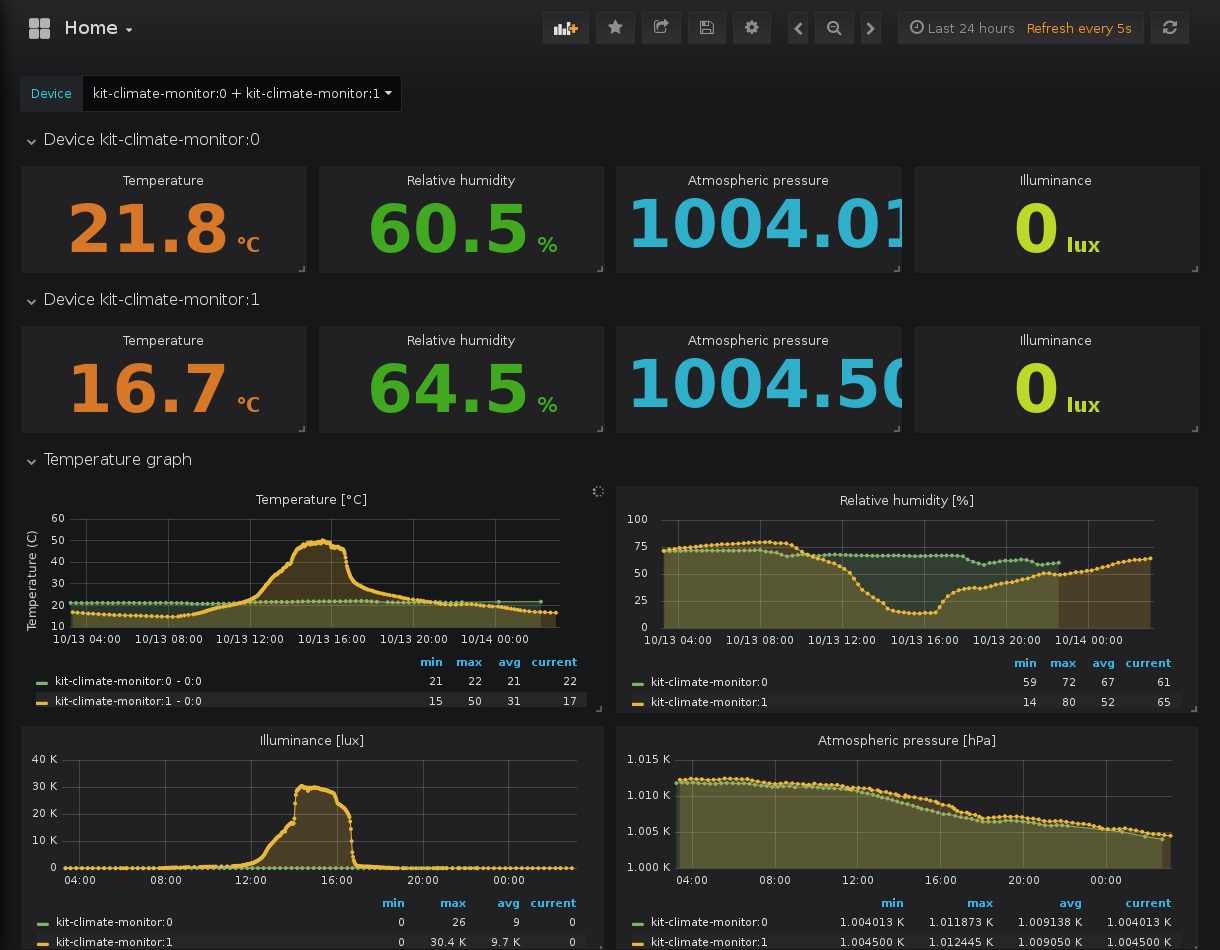 Home
Last 24 hours Refresh every 5s
Device kit-climate-monitor:0 + kit-climate-monitor:1
Device kit-climate-monitor:0
Temperature Relative humidity Atmospheric pressure Illuminance
21.8 °C 60.5 % 1004.01 0 lux
Device kit-climate-monitor:1
Temperature Relative humidity Atmospheric pressure Illuminance
16.7 °C 64.5 % 1004.50 0 lux
Temperature graph
Temperature [°C]
Temperature (C)
60
50
40
30
20
10
10/13 04:00 10/13 08:00 10/13 12:00 10/13 16:00 10/13 20:00 10/14 00:00
min max avg current
kit-climate-monitor:0 - 0:0 21 22 21 22
kit-climate-monitor:1 - 0:0 15 50 31 17
Relative humidity [%]
100
75
50
25
0
10/13 04:00 10/13 08:00 10/13 12:00 10/13 16:00 10/13 20:00 10/14 00:00
min max avg current
kit-climate-monitor:0 59 72 67 61
kit-climate-monitor:1 14 80 52 65
Illuminance [lux]
40 K
30 K
20 K
10 K
0
04:00 08:00 12:00 16:00 20:00 00:00
min max avg current
kit-climate-monitor:0 0 26 9 0
kit-climate-monitor:1 0 30.4 K 9.7 K 0
Atmospheric pressure [hPa]
1.015 K
1.010 K
1.005 K
1.000 K
04:00 08:00 12:00 16:00 20:00 00:00
min max avg current
kit-climate-monitor:0 1.004013 K 1.011873 K 1.009138 K 1.004013 K
kit-climate-monitor:1 1.004500 K 1.012445 K 1.009050 K 1.004500 K